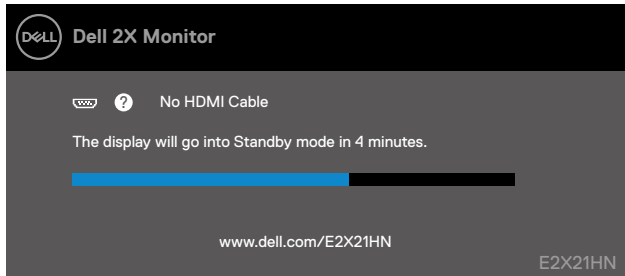 DELL Dell 2X Monitor
? No HDMI Cable
The display will go into Standby mode in 4 minutes.
www.dell.com/E2X21HN
E2X21HN